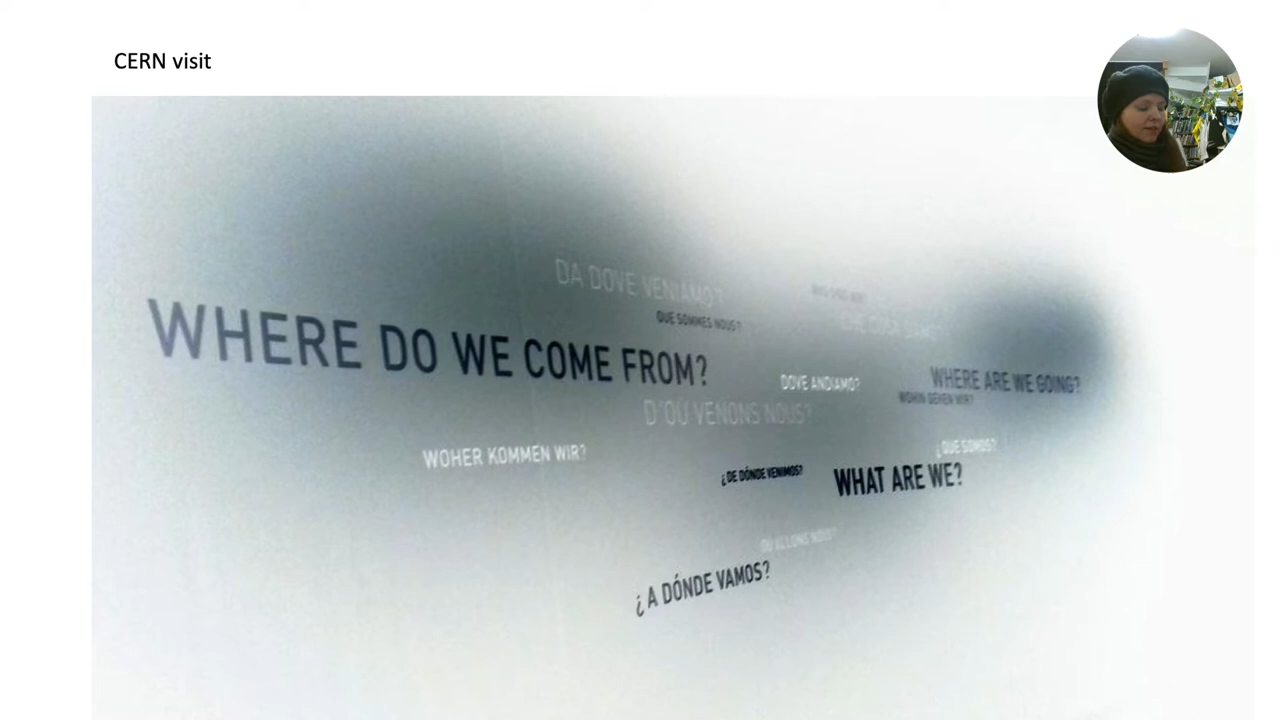 CERN visit
DA DOVE VENIAMO?
QUE SOMMES NOUS?
WHERE DO WE COME FROM?
DOVE ANDIAMO?
WHERE ARE WE GOING?
WOHIN GEHEN WIR?
D'OÙ VENONS NOUS?
WOHER KOMMEN WIR?
¿QUE SOMOS?
¿DE DÓNDE VENIMOS?
WHAT ARE WE?
OÙ ALLONS NOUS?
¿A DÓNDE VAMOS?